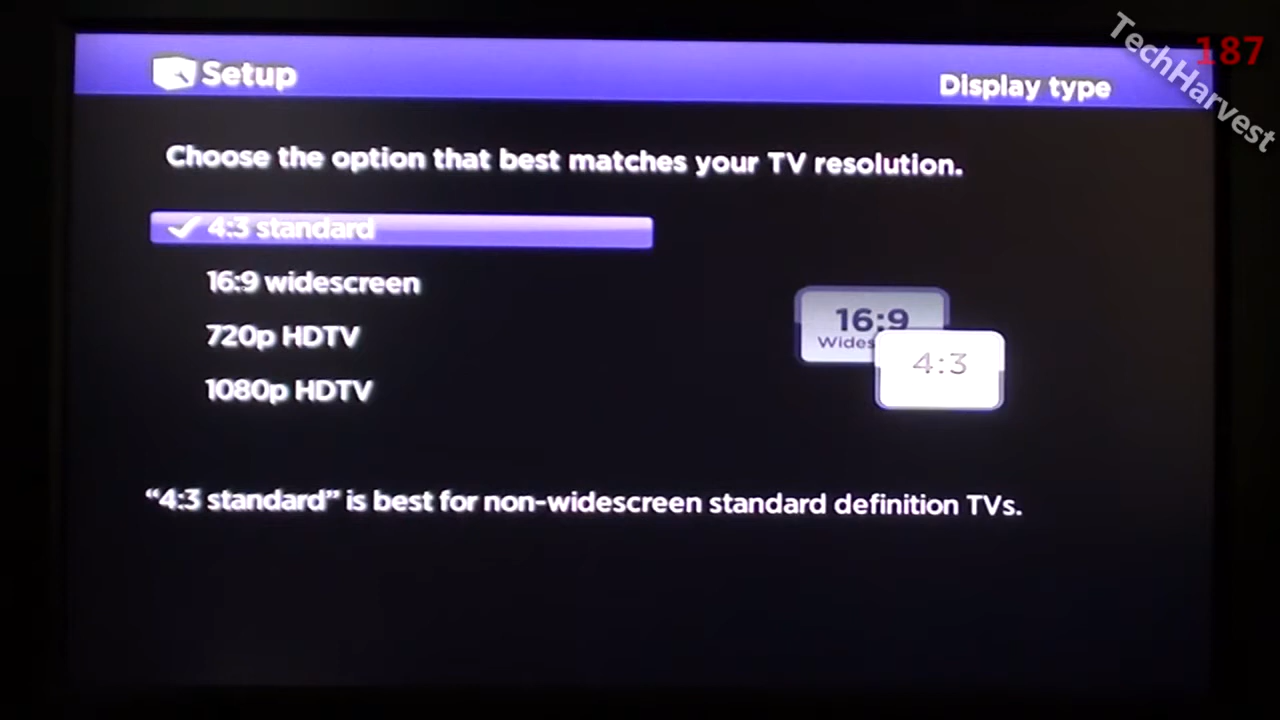 Setup
Display type
TechHarvest
187
Choose the option that best matches your TV resolution.
4:3 standard
16:9 widescreen
720p HDTV
1080p HDTV
16:9
Wides
4:3
“4:3 standard” is best for non-widescreen standard definition TVs.